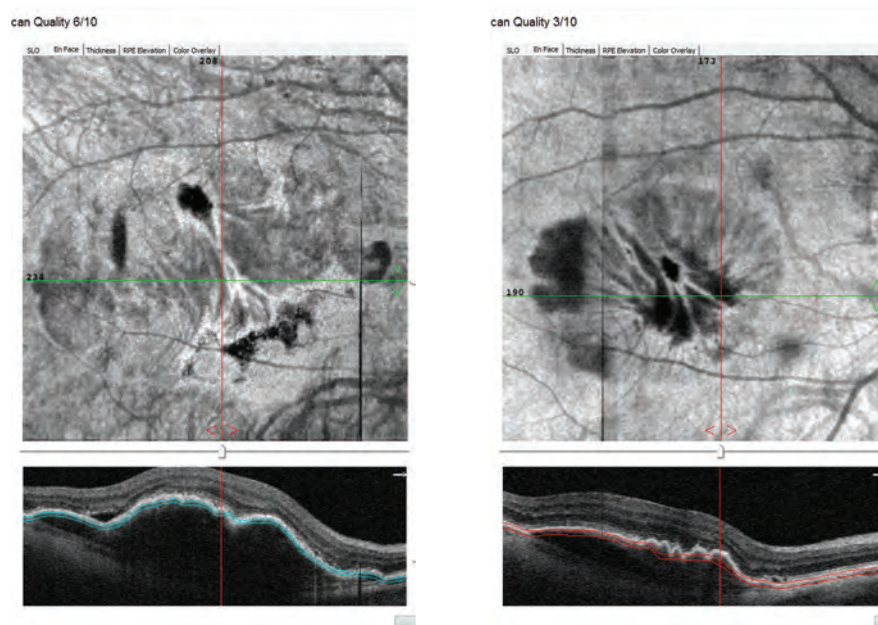 can Quality 6/10
SLO En Face Thickness RPE Elevation Color Overlay
208
234
can Quality 3/10
SLO En Face Thickness RPE Elevation Color Overlay
173
190